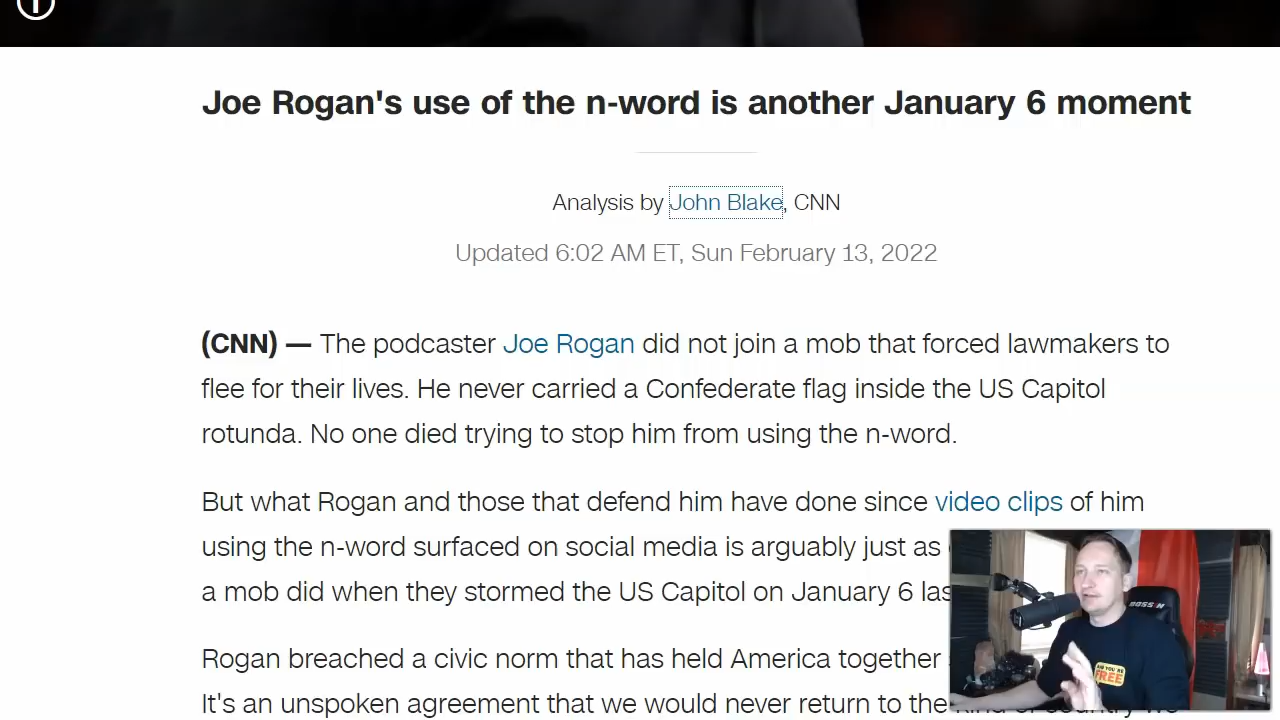 Joe Rogan's use of the n-word is another January 6 moment
Analysis by John Blake, CNN
Updated 6:02 AM ET, Sun February 13, 2022
(CNN) — The podcaster Joe Rogan did not join a mob that forced lawmakers to
flee for their lives. He never carried a Confederate flag inside the US Capitol
rotunda. No one died trying to stop him from using the n-word.
But what Rogan and those that defend him have done since video clips of him
using the n-word surfaced on social media is arguably just as
a mob did when they stormed the US Capitol on January 6
Rogan breached a civic norm that has held America together
It's an unspoken agreement that we would never return to the kind of country we
FREE